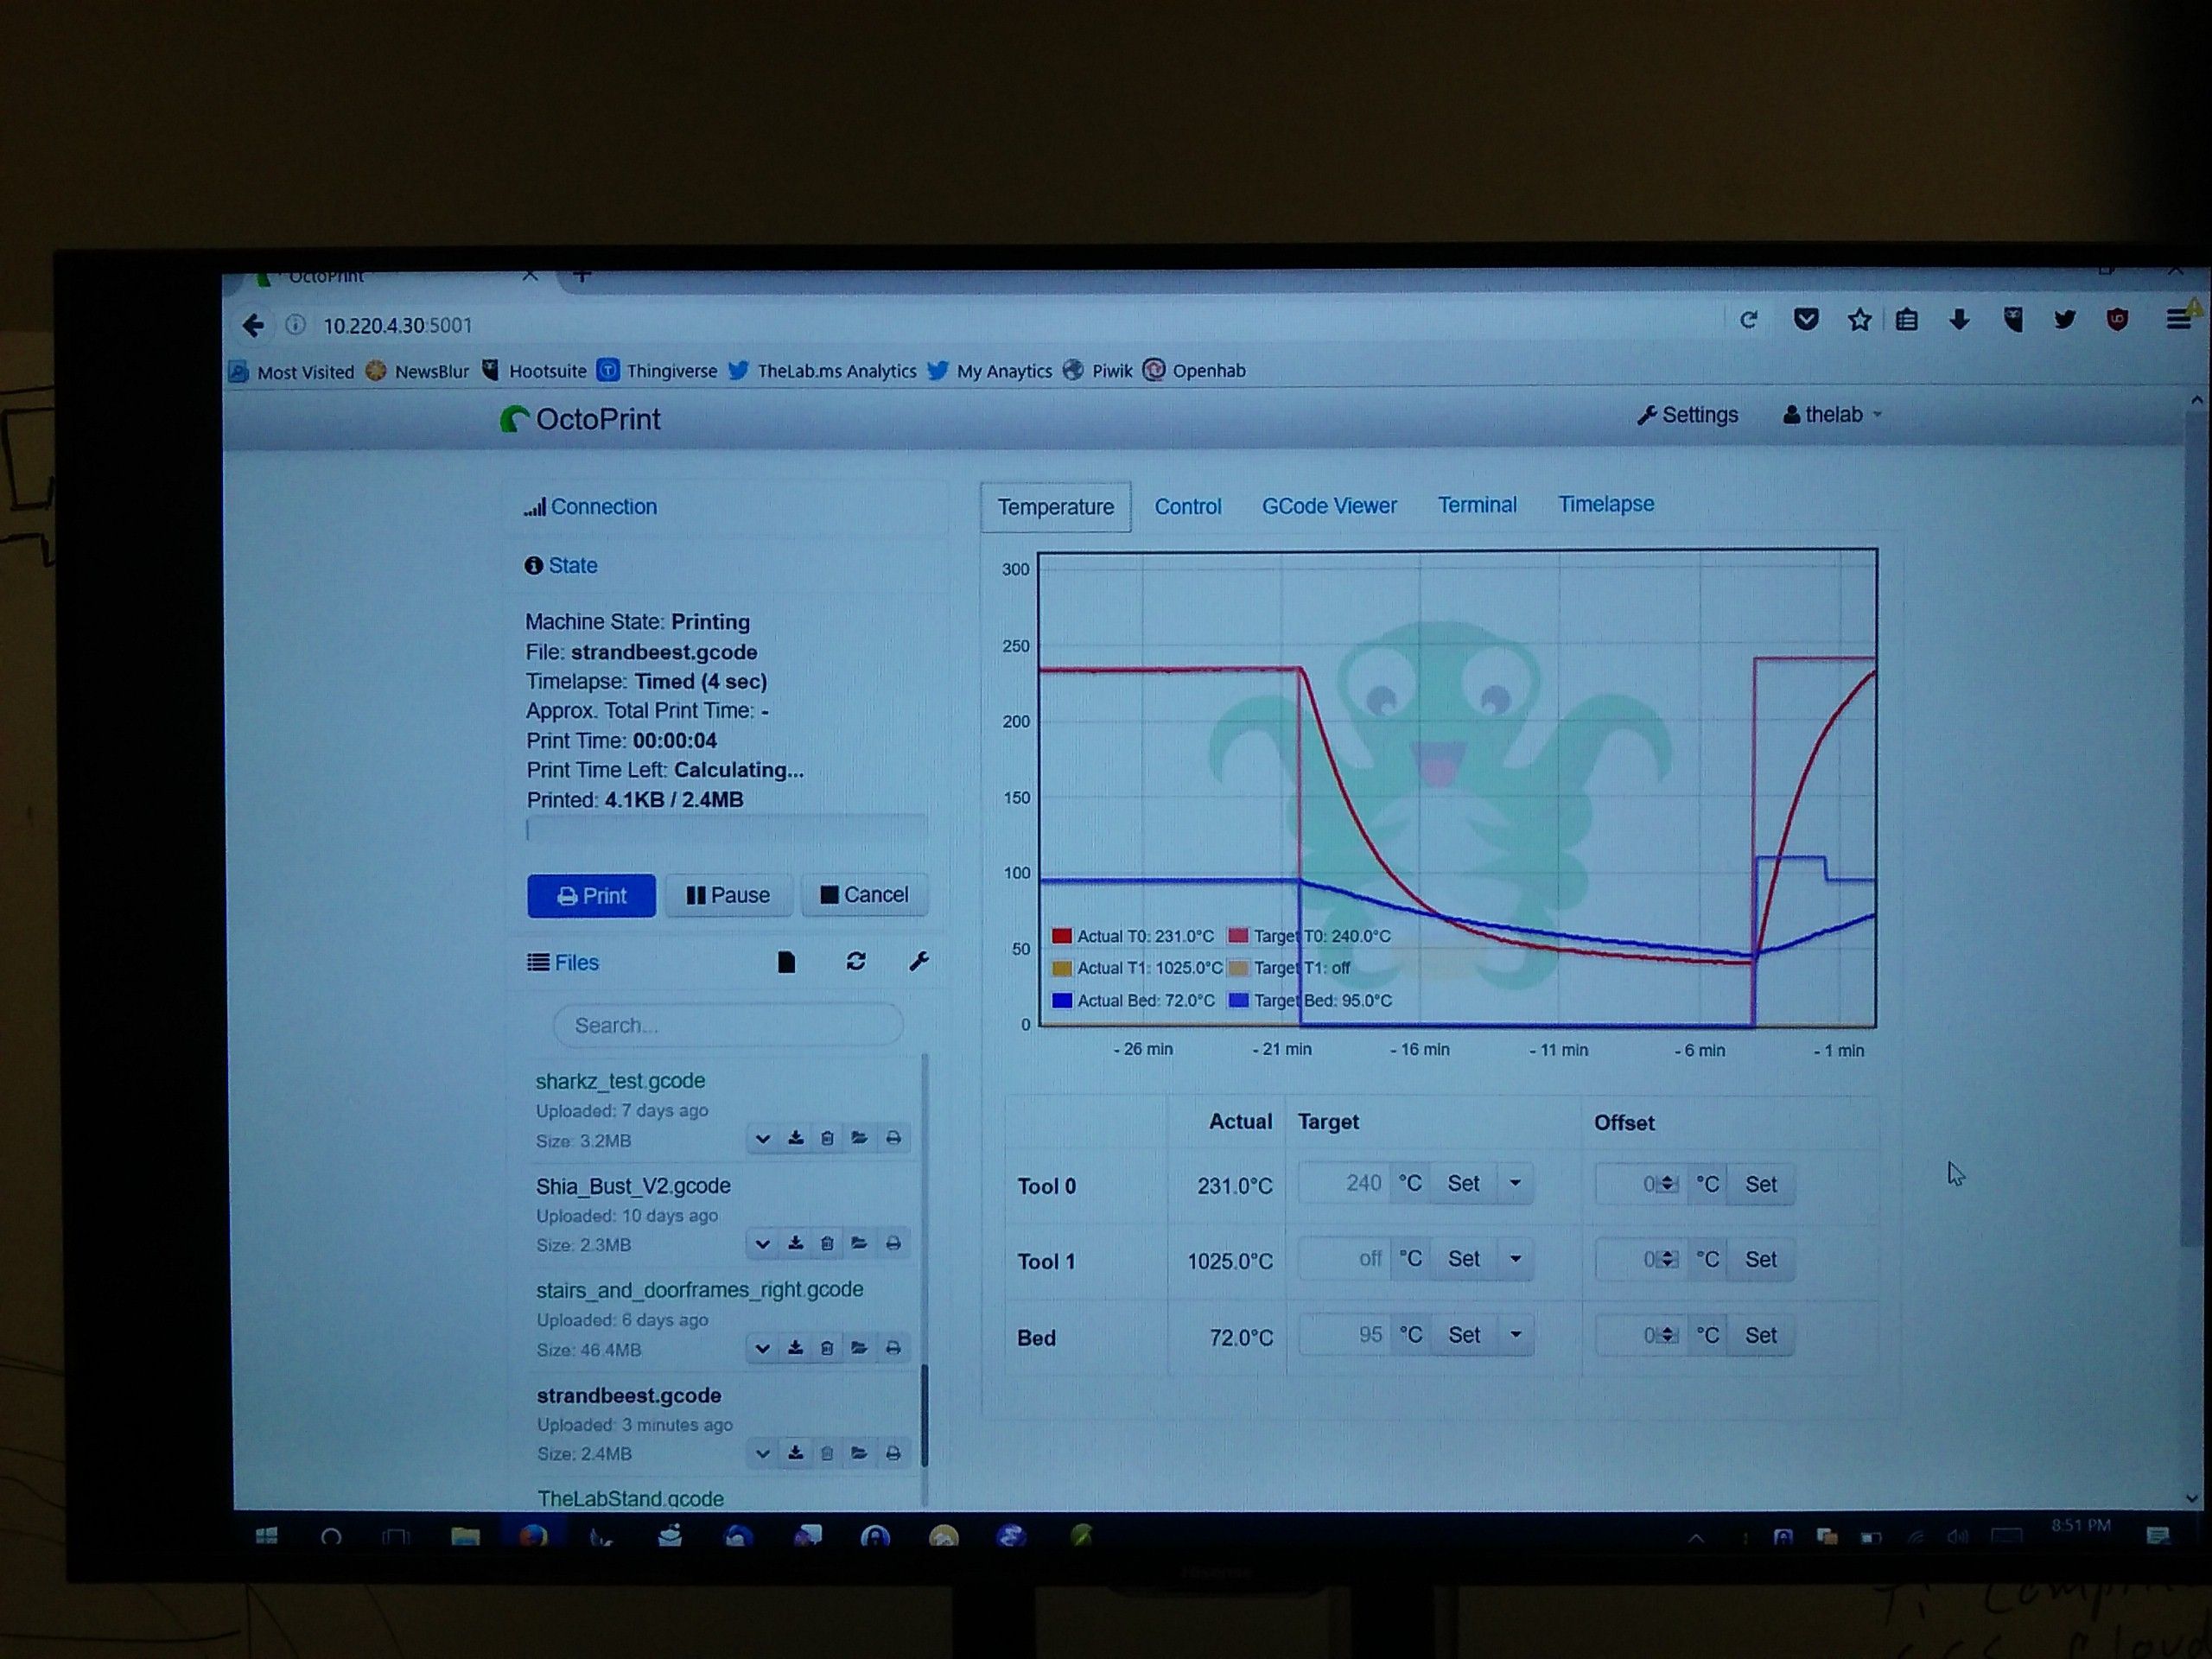 OctoPrint
10.220.4.30:5001
Most Visited NewsBlur Hootsuite Thingiverse TheLab.ms Analytics My Anaytics Piwik Openhab
OctoPrint
Settings thelab
Connection
State
Machine State: Printing
File: strandbeest.gcode
Timelapse: Timed (4 sec)
Approx. Total Print Time: -
Print Time: 00:00:04
Print Time Left: Calculating...
Printed: 4.1KB / 2.4MB
Print Pause Cancel
Files
Search...
sharkz_test.gcode
Uploaded: 7 days ago
Size: 3.2MB
Shia_Bust_V2.gcode
Uploaded: 10 days ago
Size: 2.3MB
stairs_and_doorframes_right.gcode
Uploaded: 6 days ago
Size: 46.4MB
strandbeest.gcode
Uploaded: 3 minutes ago
Size: 2.4MB
TheLabStand.gcode
Temperature Control GCode Viewer Terminal Timelapse
300
250
200
150
100
50
0
Actual T0: 231.0°C Target T0: 240.0°C
Actual T1: 1025.0°C Target T1: off
Actual Bed: 72.0°C Target Bed: 95.0°C
- 26 min - 21 min - 16 min - 11 min - 6 min - 1 min
Actual Target Offset
Tool 0 231.0°C 240 °C Set 0 °C Set
Tool 1 1025.0°C off °C Set 0 °C Set
Bed 72.0°C 95 °C Set 0 °C Set
8:51 PM